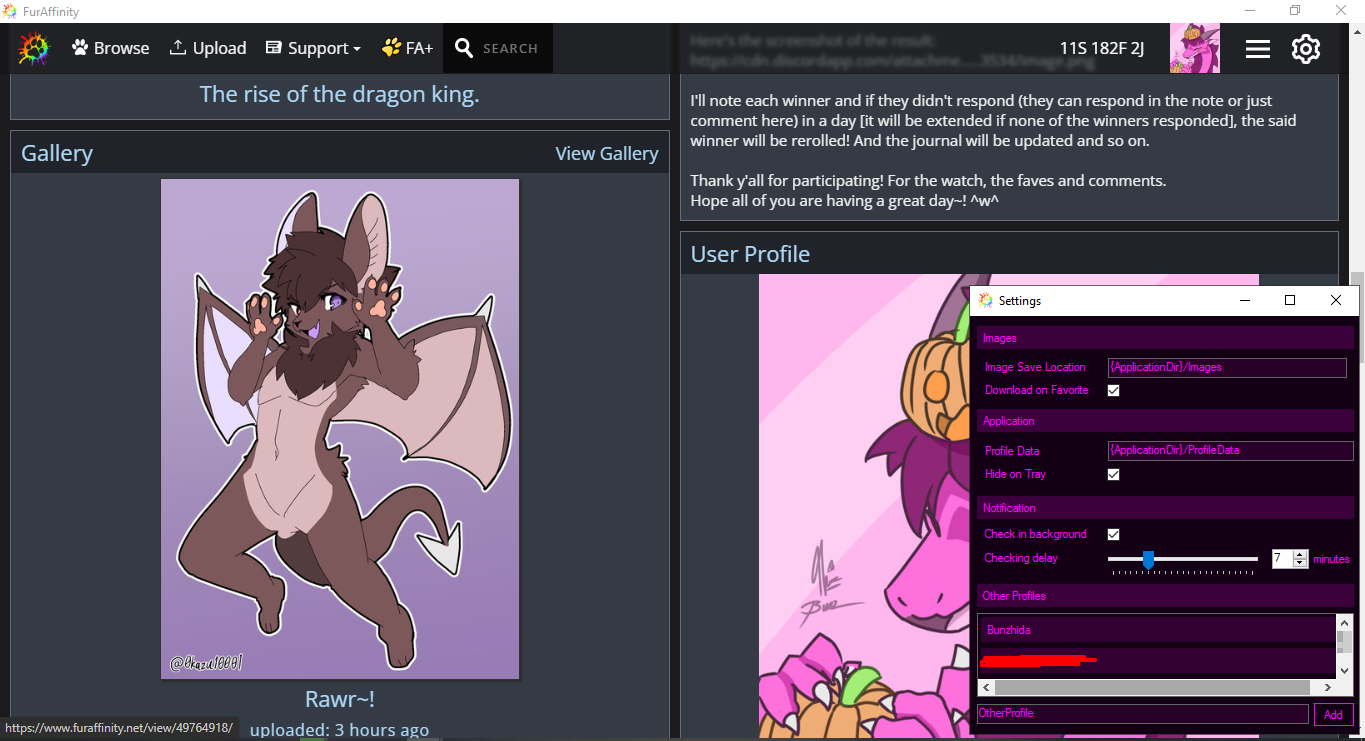 FurAffinity
Browse
Upload
Support
FA+
SEARCH
11S 182F 2J
Here's the screenshot of the result:
https://cdn.discordapp.com/attachme.....3534/image.png
The rise of the dragon king.
Gallery
View Gallery
@Okazu10001
Rawr~!
uploaded: 3 hours ago
https://www.furaffinity.net/view/49764918/
I'll note each winner and if they didn't respond (they can respond in the note or just
comment here) in a day [it will be extended if none of the winners responded], the said
winner will be rerolled! And the journal will be updated and so on.
Thank y'all for participating! For the watch, the faves and comments.
Hope all of you are having a great day~! ^w^
User Profile
Settings
Images
Image Save Location
{ApplicationDir}/Images
Download on Favorite
Application
Profile Data
{ApplicationDir}/ProfileData
Hide on Tray
Notification
Check in background
Checking delay
7
minutes
Other Profiles
Bunzhida
OtherProfile
Add